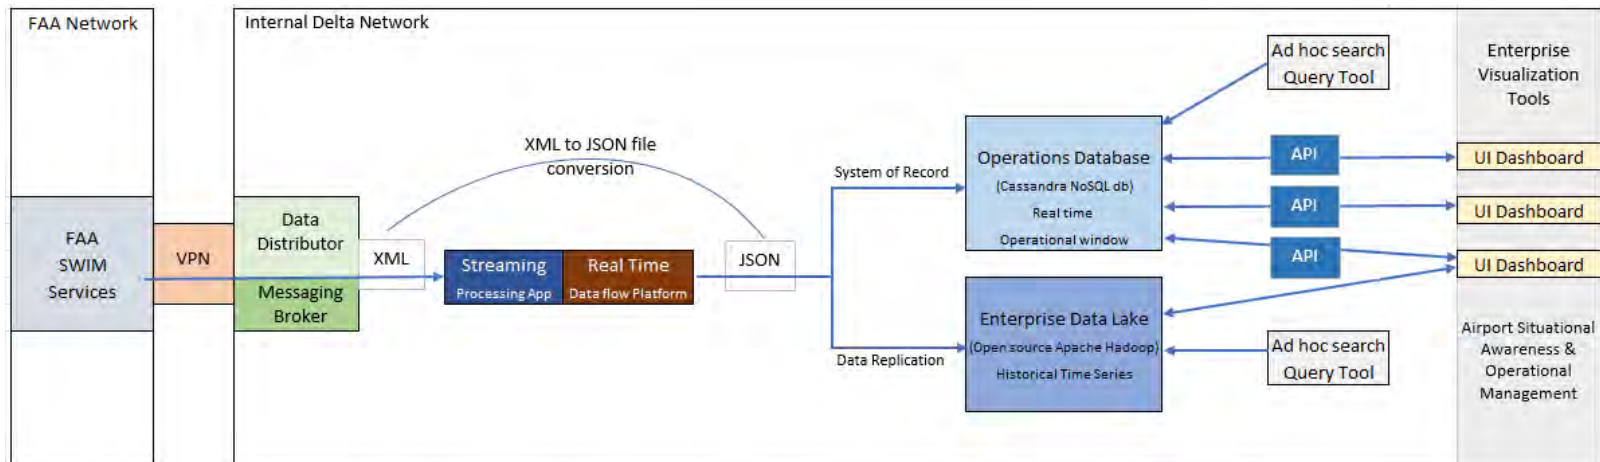 FAA Network
Internal Delta Network
FAA
SWIM
Services
VPN
Data
Distributor
Messaging
Broker
XML
XML to JSON file
conversion
Streaming
Processing App
Real Time
Data flow Platform
JSON
System of Record
Data Replication
Operations Database
(Cassandra NoSQL db)
Real time
Operational window
Enterprise Data Lake
(Open source Apache Hadoop)
Historical Time Series
Ad hoc search
Query Tool
API
API
API
Ad hoc search
Query Tool
Enterprise
Visualization
Tools
UI Dashboard
UI Dashboard
UI Dashboard
Airport Situational
Awareness &
Operational
Management